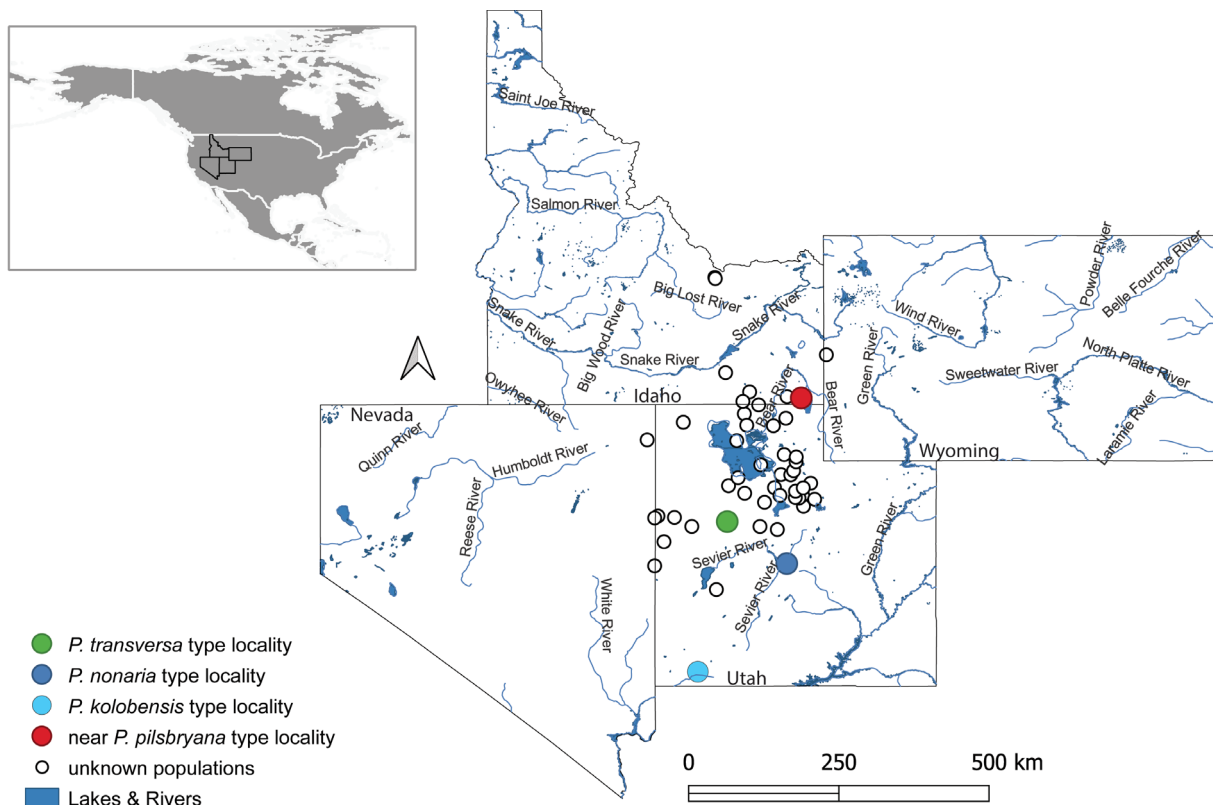 Saint Joe River
Salmon River
Big Lost River
Snake River
Snake River
Big Wood River
Snake River
Owyhee River
Idaho
Bear River
Bear River
Green River
Wind River
Powder River
Belle Fourche River
Sweetwater River
North Platte River
Laramie River
Wyoming
Nevada
Quinn River
Humboldt River
Reese River
White River
Sevier River
Sevier River
Green River
Utah
P. transversa type locality
P. nonaria type locality
P. kolobensis type locality
near P. pilsbryana type locality
unknown populations
Lakes & Rivers
0 250 500 km